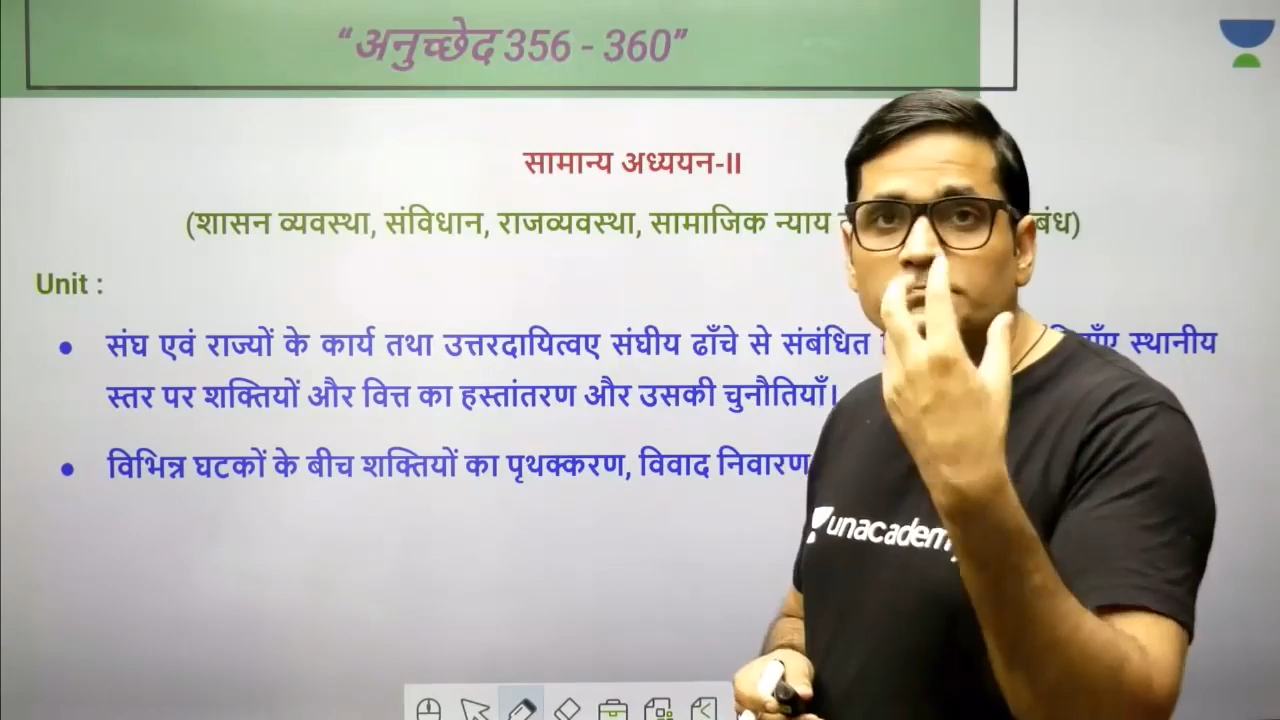 “अनुच्छेद 356 - 360”
सामान्य अध्ययन-II
(शासन व्यवस्था, संविधान, राजव्यवस्था, सामाजिक न्याय बंध)
Unit :
• संघ एवं राज्यों के कार्य तथा उत्तरदायित्वए संघीय ढाँचे से संबंधित स्थानीय
स्तर पर शक्तियों और वित्त का हस्तांतरण और उसकी चुनौतियाँ।
• विभिन्न घटकों के बीच शक्तियों का पृथक्करण, विवाद निवारण
unacadem